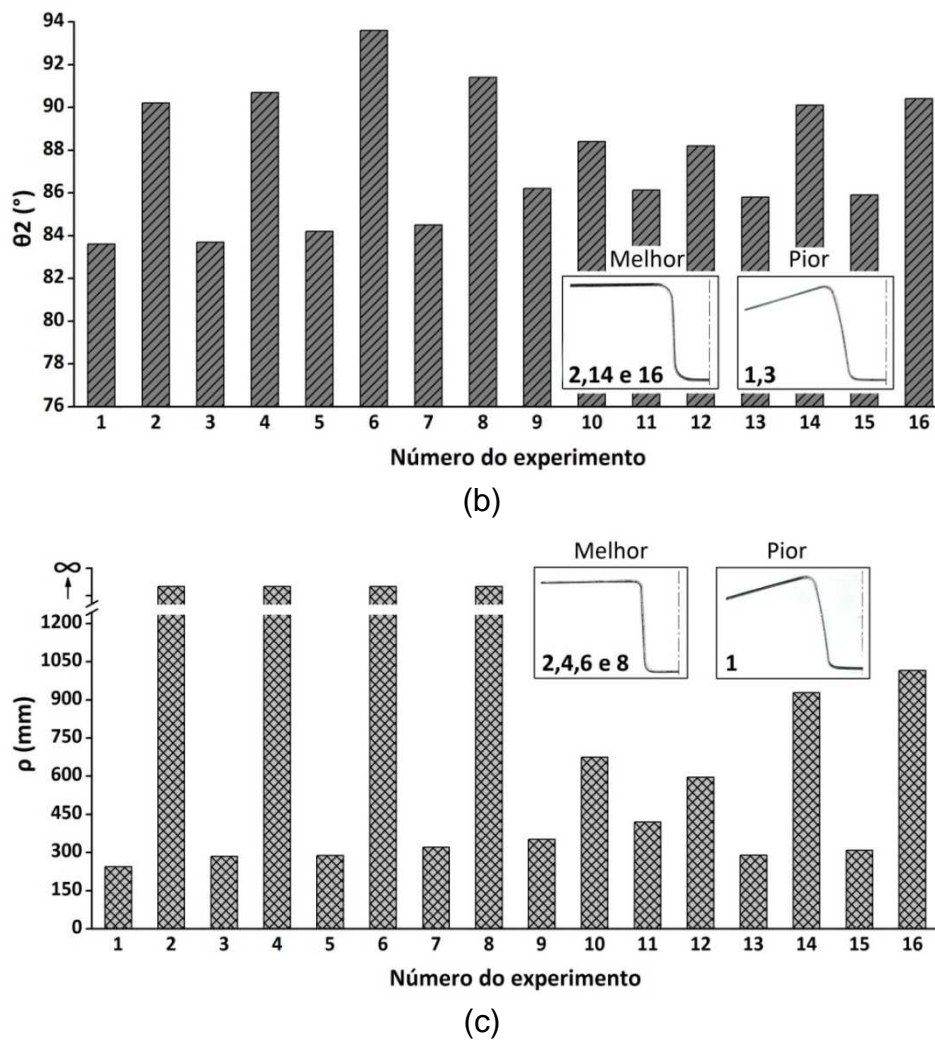 94
92
90
88
86
84
82
80
78
76
θ2 (°)
Melhor
Pior
2,14 e 16
1,3
1 2 3 4 5 6 7 8 9 10 11 12 13 14 15 16
Número do experimento
(b)
∞
1200
1050
900
750
600
450
300
150
0
ρ (mm)
Melhor
Pior
2,4,6 e 8
1
1 2 3 4 5 6 7 8 9 10 11 12 13 14 15 16
Número do experimento
(c)